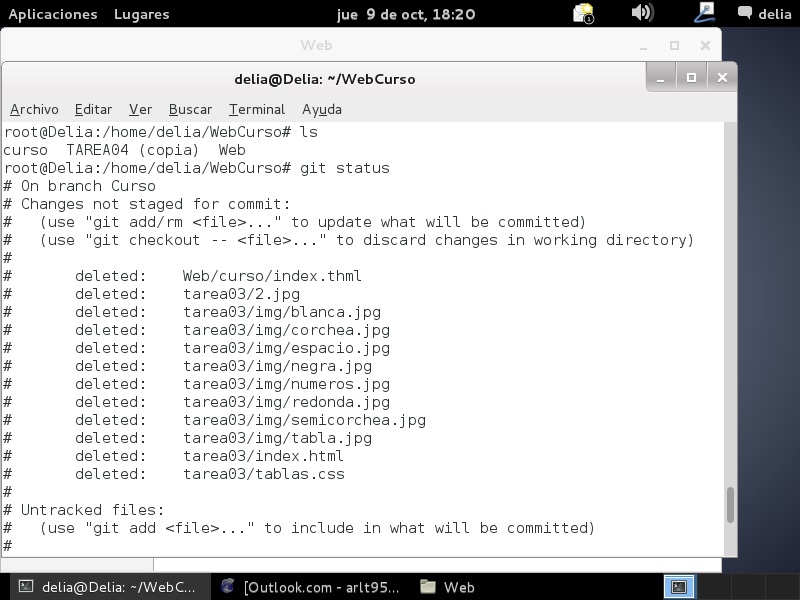 Aplicaciones Lugares jue 9 de oct, 18:20 1 delia
Web
delia@Delia: ~/WebCurso
Archivo Editar Ver Buscar Terminal Ayuda
root@Delia:/home/delia/WebCurso# ls
curso  TAREA04 (copia)  Web
root@Delia:/home/delia/WebCurso# git status
# On branch Curso
# Changes not staged for commit:
#   (use "git add/rm <file>..." to update what will be committed)
#   (use "git checkout -- <file>..." to discard changes in working directory)
#
#       deleted:    Web/curso/index.thml
#       deleted:    tarea03/2.jpg
#       deleted:    tarea03/img/blanca.jpg
#       deleted:    tarea03/img/corchea.jpg
#       deleted:    tarea03/img/espacio.jpg
#       deleted:    tarea03/img/negra.jpg
#       deleted:    tarea03/img/numeros.jpg
#       deleted:    tarea03/img/redonda.jpg
#       deleted:    tarea03/img/semicorchea.jpg
#       deleted:    tarea03/img/tabla.jpg
#       deleted:    tarea03/index.html
#       deleted:    tarea03/tablas.css
#
# Untracked files:
#   (use "git add <file>..." to include in what will be committed)
#
delia@Delia: ~/WebC... [Outlook.com - arlt95... Web